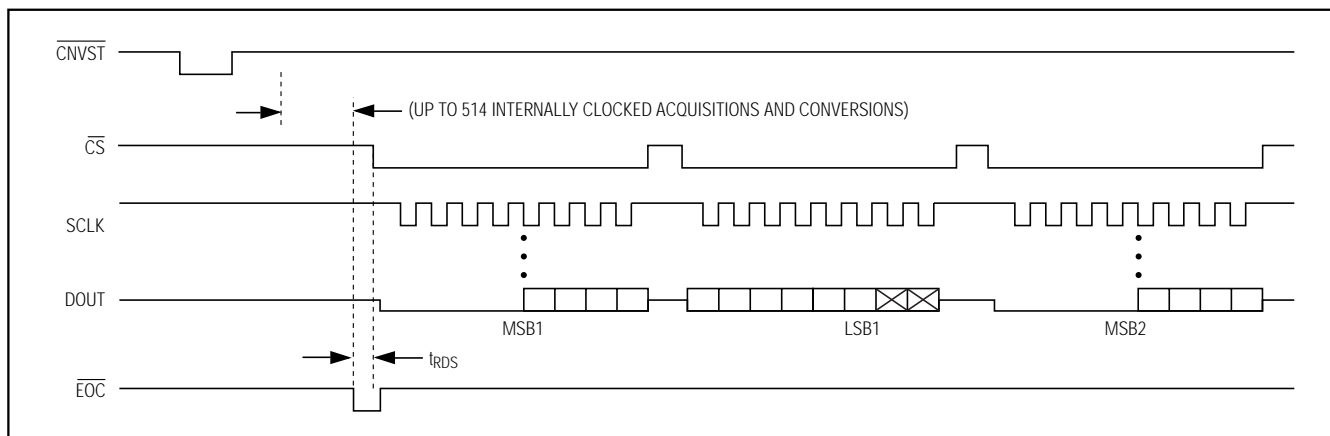 CNVST
(UP TO 514 INTERNALLY CLOCKED ACQUISITIONS AND CONVERSIONS)
CS
SCLK
DOUT
MSB1
LSB1
MSB2
tRDS
EOC